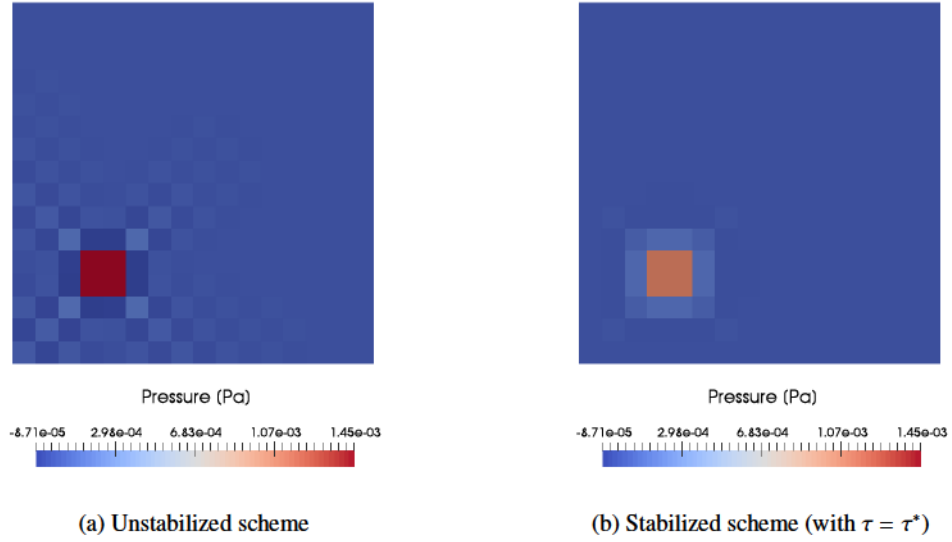 Pressure (Pa)
-8.71e-05 2.98e-04 6.83e-04 1.07e-03 1.45e-03
(a) Unstabilized scheme
Pressure (Pa)
-8.71e-05 2.98e-04 6.83e-04 1.07e-03 1.45e-03
(b) Stabilized scheme (with τ = τ*)